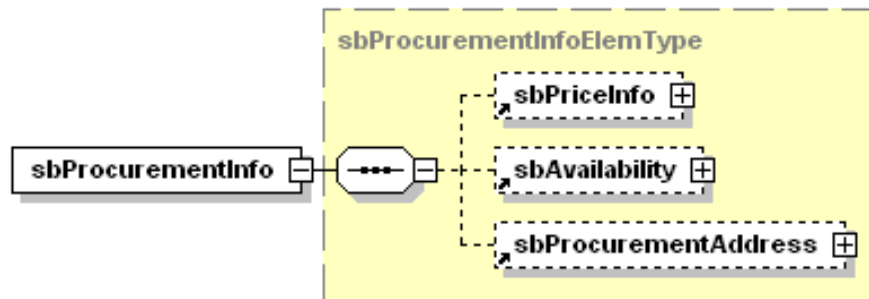 sbProcurementInfoElemType
sbPriceInfo
sbProcurementInfo
sbAvailability
sbProcurementAddress